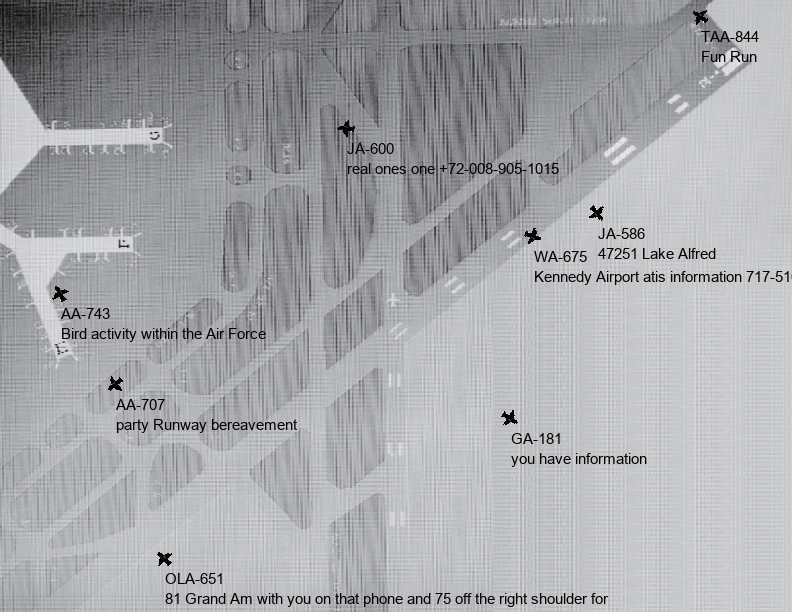 TAA-844
Fun Run
JA-600
real ones one +72-008-905-1015
JA-586
47251 Lake Alfred
WA-675
Kennedy Airport atis information 717-51
AA-743
Bird activity within the Air Force
AA-707
party Runway bereavement
GA-181
you have information
OLA-651
81 Grand Am with you on that phone and 75 off the right shoulder for